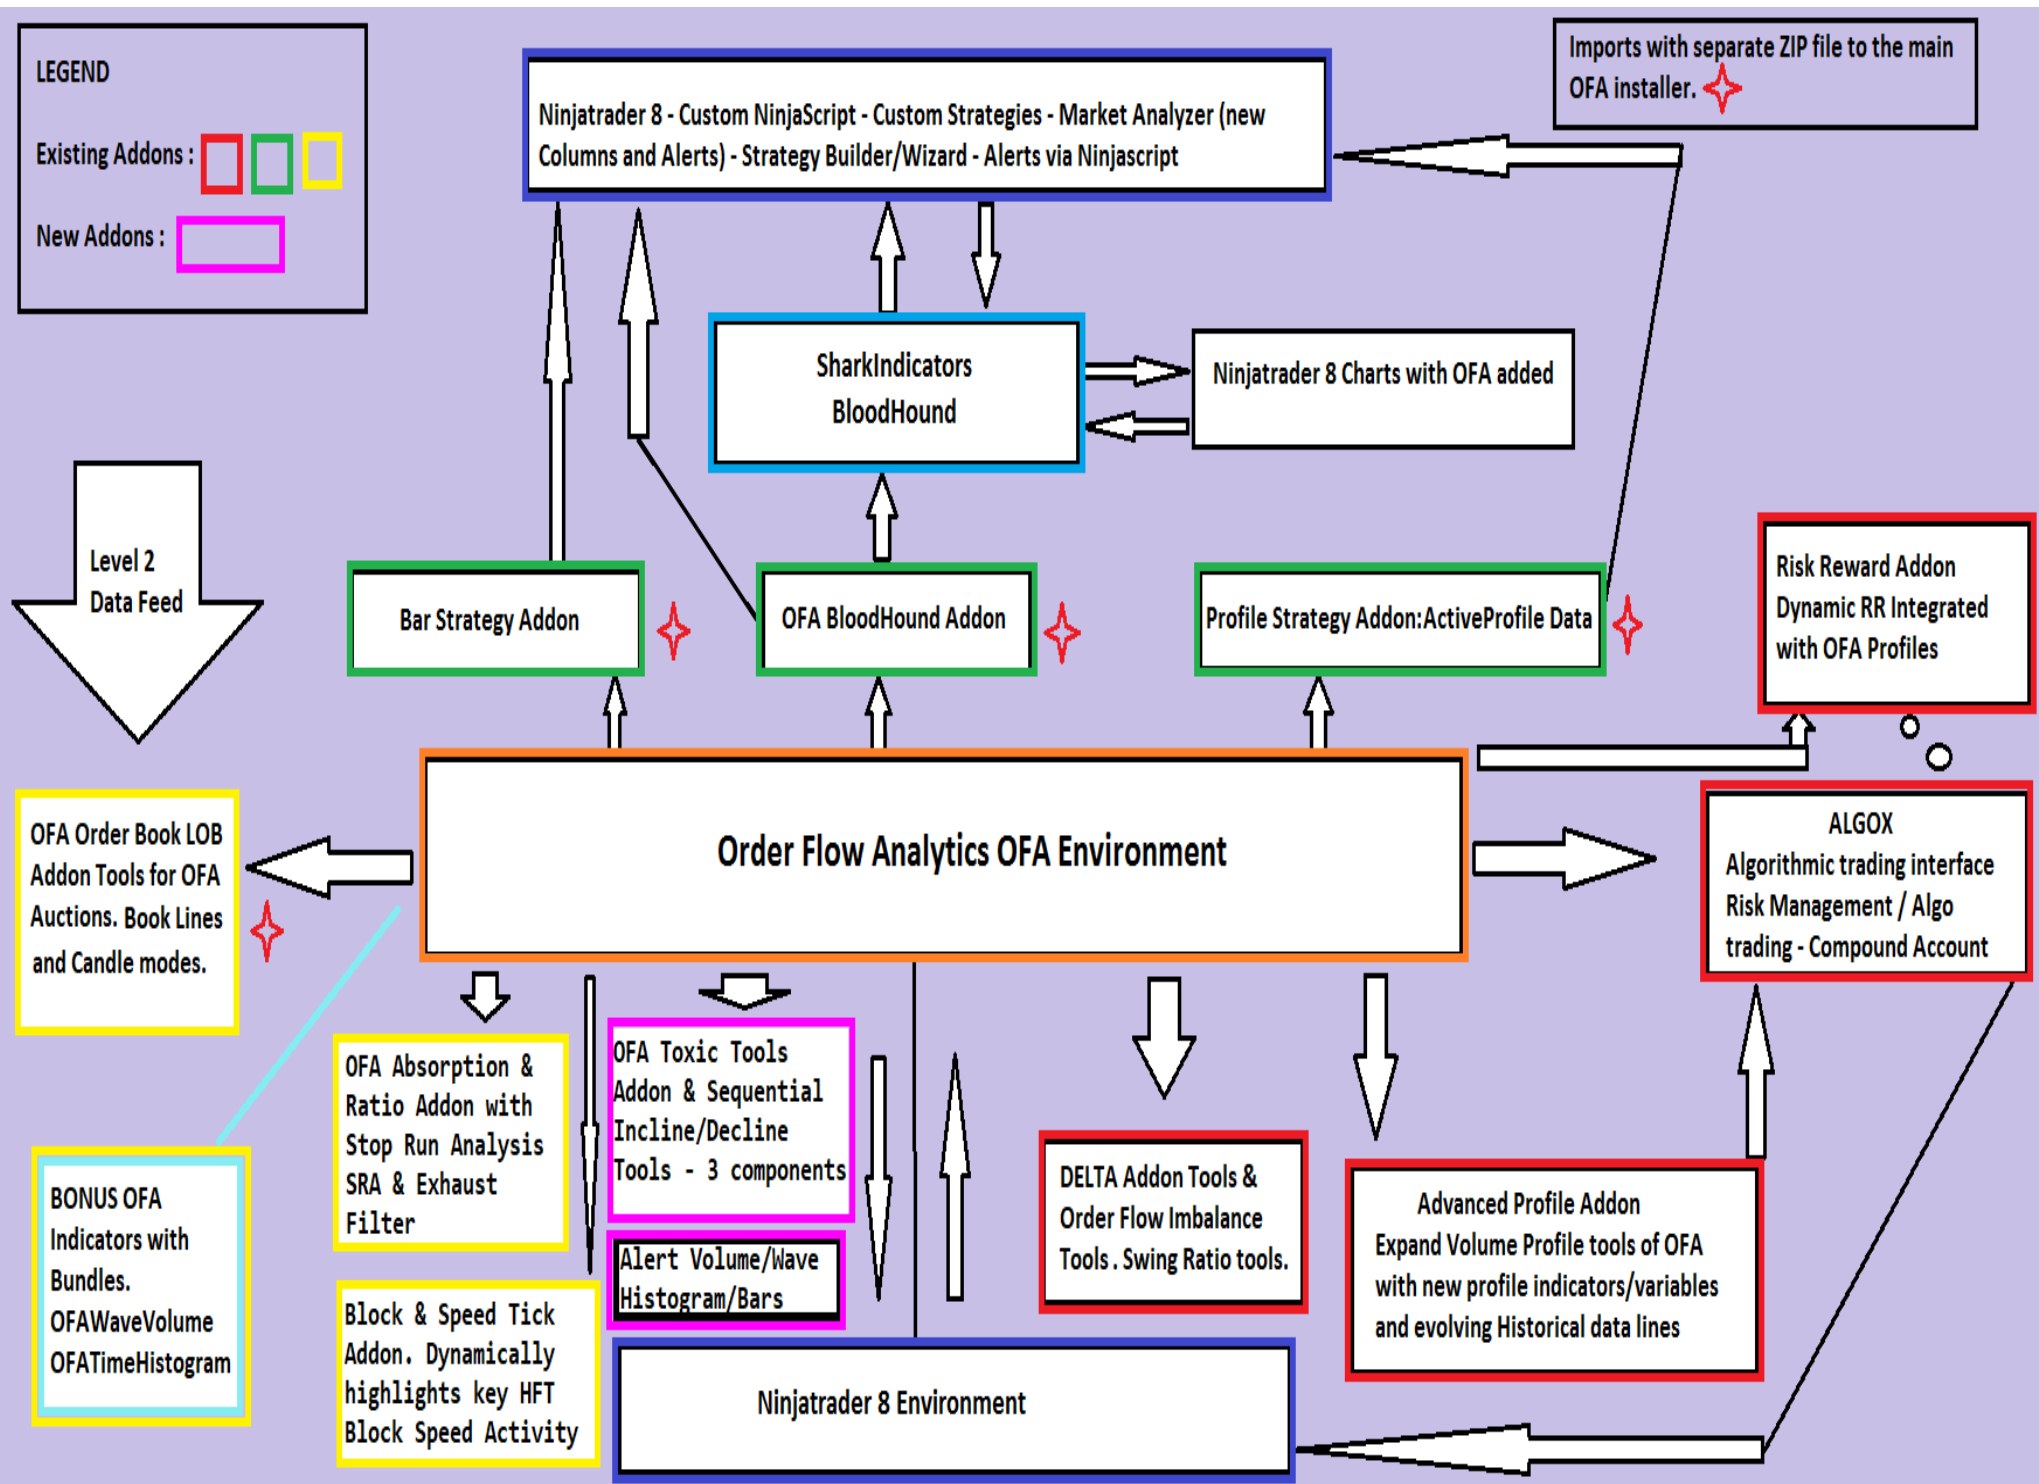 LEGEND
Existing Addons :
New Addons :
Ninjatrader 8 - Custom NinjaScript - Custom Strategies - Market Analyzer (new
Columns and Alerts) - Strategy Builder/Wizard - Alerts via Ninjascript
Imports with separate ZIP file to the main
OFA installer.
SharkIndicators
BloodHound
Ninjatrader 8 Charts with OFA added
Level 2
Data Feed
Bar Strategy Addon
OFA BloodHound Addon
Profile Strategy Addon:ActiveProfile Data
Risk Reward Addon
Dynamic RR Integrated
with OFA Profiles
OFA Order Book LOB
Addon Tools for OFA
Auctions. Book Lines
and Candle modes.
Order Flow Analytics OFA Environment
ALGOX
Algorithmic trading interface
Risk Management / Algo
trading - Compound Account
BONUS OFA
Indicators with
Bundles.
OFAWaveVolume
OFATimeHistogram
OFA Absorption &
Ratio Addon with
Stop Run Analysis
SRA & Exhaust
Filter
OFA Toxic Tools
Addon & Sequential
Incline/Decline
Tools - 3 components
Alert Volume/Wave
Histogram/Bars
Block & Speed Tick
Addon. Dynamically
highlights key HFT
Block Speed Activity
DELTA Addon Tools &
Order Flow Imbalance
Tools . Swing Ratio tools.
Advanced Profile Addon
Expand Volume Profile tools of OFA
with new profile indicators/variables
and evolving Historical data lines
Ninjatrader 8 Environment